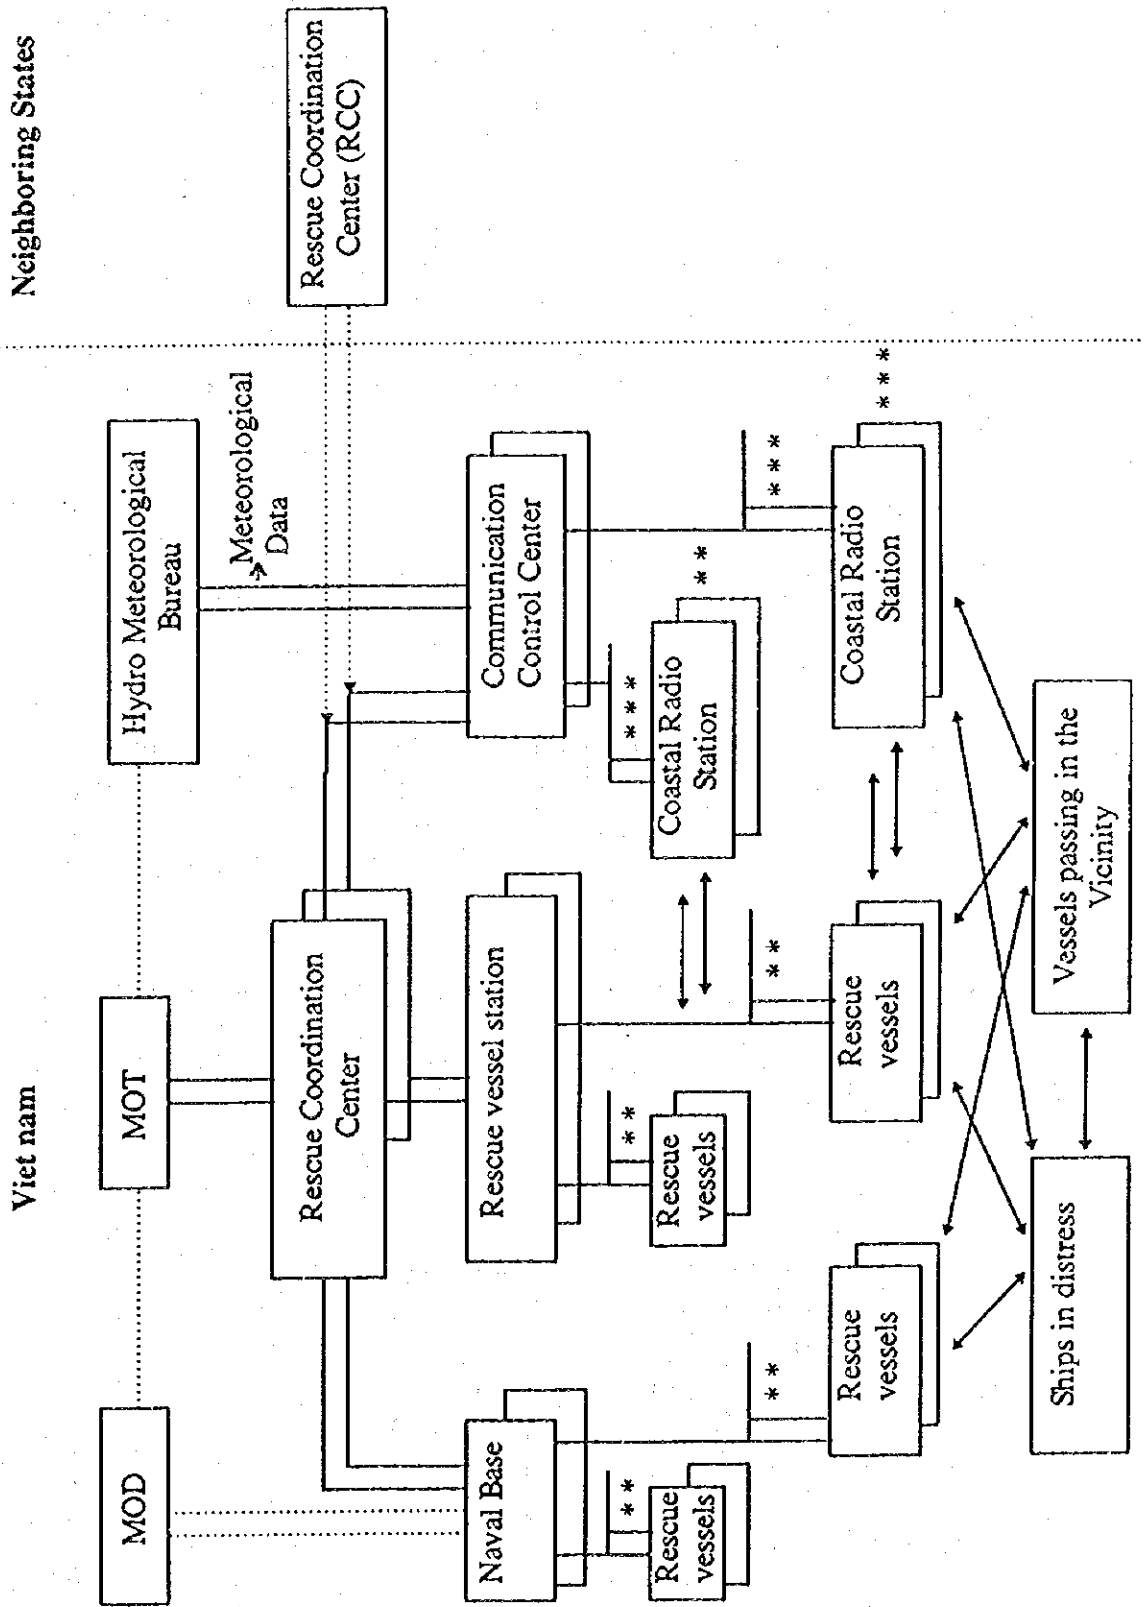 Viet nam
Neighboring States
MOD
MOT
Hydro Meteorological
Bureau
Meteorological
Data
Rescue Coordination
Center
Rescue Coordination
Center (RCC)
Naval Base
Rescue vessel station
Communication
Control Center
* *
* *
* * *
Rescue
vessels
Rescue
vessels
Coastal Radio
Station
* *
* *
* *
* * *
Rescue
vessels
Rescue
vessels
Coastal Radio
Station
* * *
Ships in distress
Vessels passing in the
Vicinity